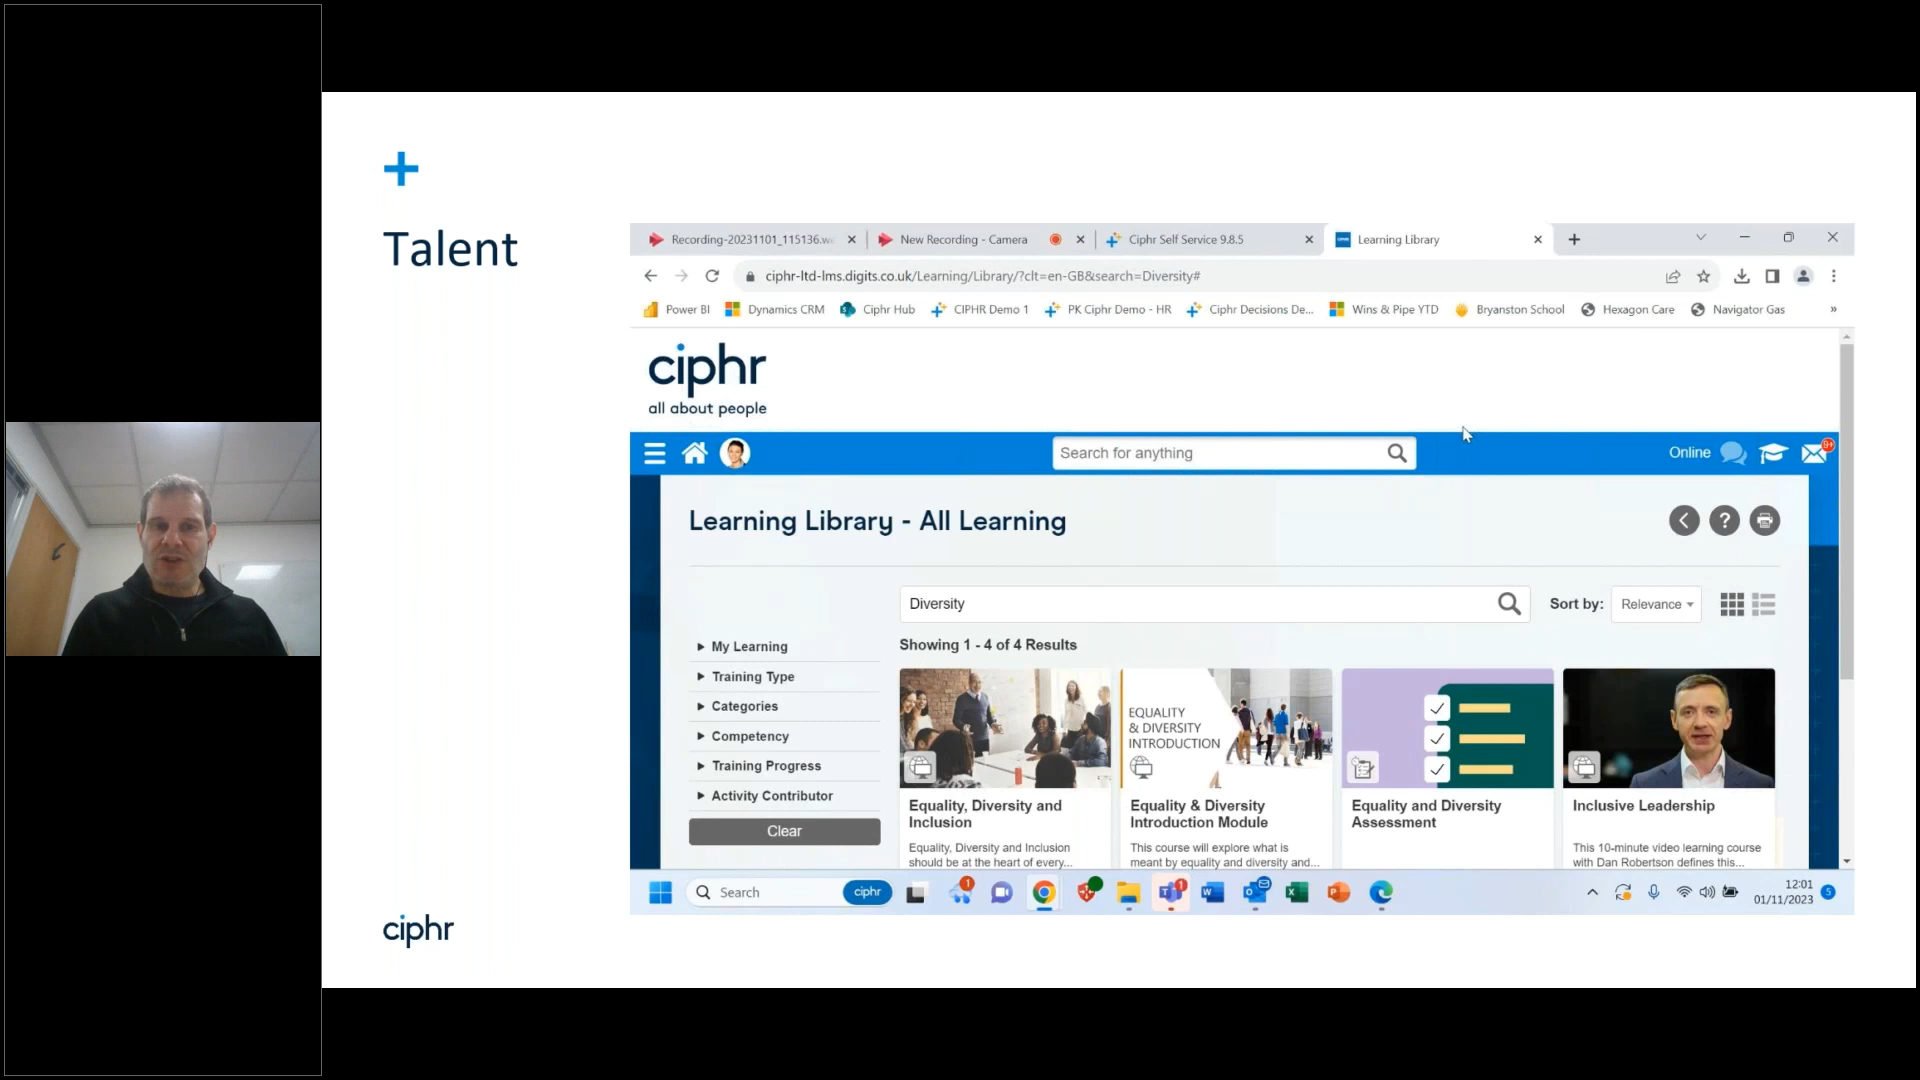 Talent
Recording-20231101_115136.we
New Recording - Camera
Ciphr Self Service 9.8.5
Learning Library
ciphr-ltd-lms.digits.co.uk/Learning/Library/?clt=en-GB&search=Diversity#
Power BI
Dynamics CRM
Ciphr Hub
CIPHR Demo 1
PK Ciphr Demo - HR
Ciphr Decisions De...
Wins & Pipe YTD
Bryanston School
Hexagon Care
Navigator Gas
ciphr
all about people
Search for anything
Online
9+
Learning Library - All Learning
Diversity
Sort by:
Relevance
Showing 1 - 4 of 4 Results
My Learning
Training Type
Categories
Competency
Training Progress
Activity Contributor
Clear
EQUALITY
& DIVERSITY
INTRODUCTION
Equality, Diversity and
Inclusion
Equality, Diversity and Inclusion
should be at the heart of every...
Equality & Diversity
Introduction Module
This course will explore what is
meant by equality and diversity and...
Equality and Diversity
Assessment
Inclusive Leadership
This 10-minute video learning course
with Dan Robertson defines this...
Search
ciphr
1
1
12:01
01/11/2023
5
ciphr